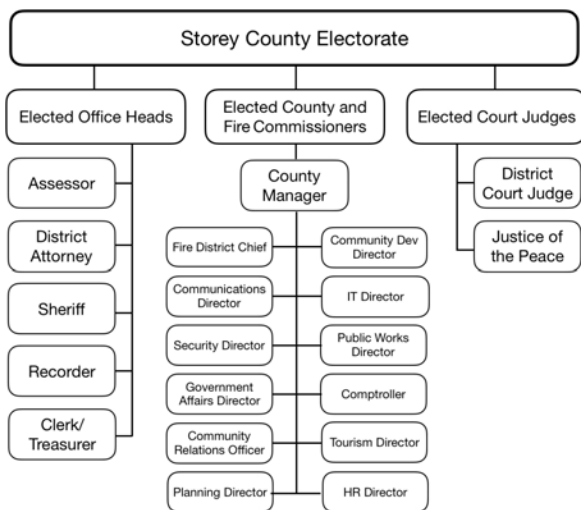 Storey County Electorate
Elected Office Heads
Elected County and
Fire Commissioners
Elected Court Judges
Assessor
District
Attorney
Sheriff
Recorder
Clerk/
Treasurer
County
Manager
Fire District Chief
Community Dev
Director
Communications
Director
IT Director
Security Director
Public Works
Director
Government
Affairs Director
Comptroller
Community
Relations Officer
Tourism Director
Planning Director
HR Director
District
Court Judge
Justice of
the Peace